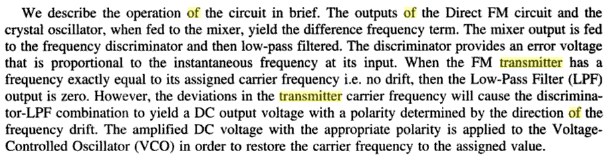 We describe the operation of the circuit in brief. The outputs of the Direct FM circuit and the
crystal oscillator, when fed to the mixer, yield the difference frequency term. The mixer output is fed
to the frequency discriminator and then low-pass filtered. The discriminator provides an error voltage
that is proportional to the instantaneous frequency at its input. When the FM transmitter has a
frequency exactly equal to its assigned carrier frequency i.e. no drift, then the Low-Pass Filter (LPF)
output is zero. However, the deviations in the transmitter carrier frequency will cause the discrimina-
tor-LPF combination to yield a DC output voltage with a polarity determined by the direction of the
frequency drift. The amplified DC voltage with the appropriate polarity is applied to the Voltage-
Controlled Oscillator (VCO) in order to restore the carrier frequency to the assigned value.